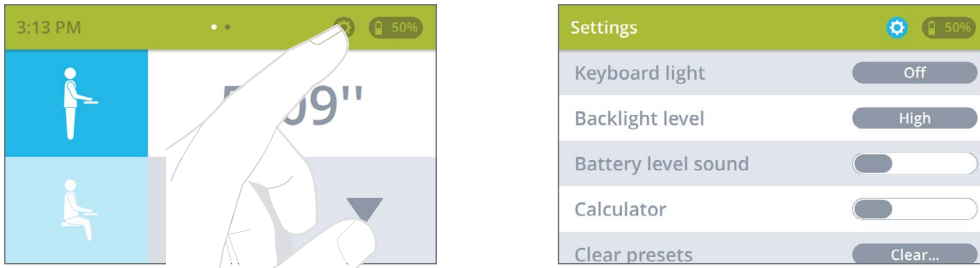 3:13 PM
50%
09"
Settings
50%
Keyboard light
Off
Backlight level
High
Battery level sound
Calculator
Clear presets
Clear...